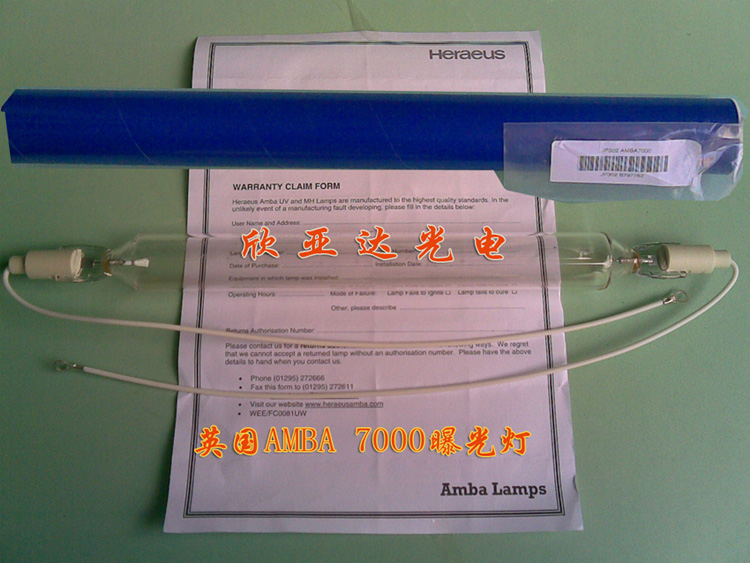 Heraeus
JPS02 AMBA7000
WARRANTY CLAIM FORM
Heraeus Amba UV and MH Lamps are manufactured to the highest quality standards. In the
unlikely event of a manufacturing fault developing, please fill in the details below:
User Name and Address
欣亚达光电
Date of Purchase Installation Date
Equipment in which lamp was installed
Operating Hours: Mode of Failure: Lamp Fails to Ignite Lamp fails to cure
Other, please describe
Returns Authorisation Number:
Please contact us for a returns ways. We regret
that we cannot accept a returned lamp without an authorisation number. Please have the above
details to hand when you contact us.
• Phone (01295) 272666
• Fax this form to (01295) 272611
• Visit our website www.heraeusamba.com
• WEE/FC0081UW
英国AMBA 7000曝光灯
Amba Lamps